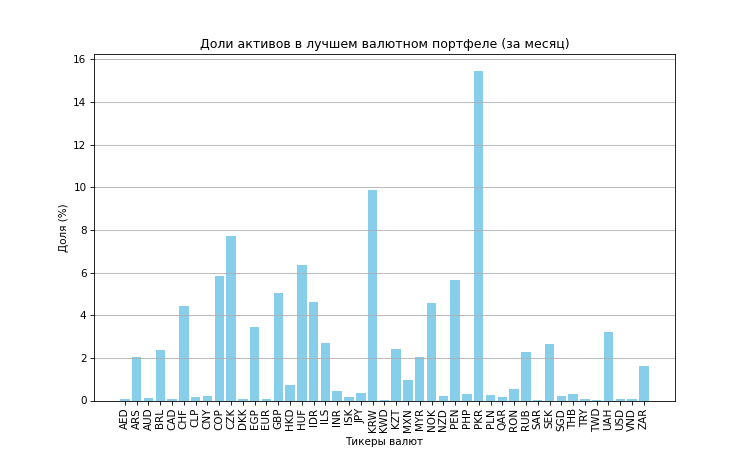 Доли активов в лучшем валютном портфеле (за месяц)
Доля (%)
16
14
12
10
8
6
4
2
0
AED
ARS
AUD
BRL
CAD
CHF
CLP
CNY
COP
CZK
DKK
EGP
EUR
GBP
HKD
HUF
IDR
ILS
INR
ISK
JPY
KRW
KWD
KZT
MXN
MYR
NOK
NZD
PEN
PHP
PKR
PLN
QAR
RON
RUB
SAR
SEK
SGD
THB
TRY
TWD
UAH
USD
VND
ZAR
Тикеры валют